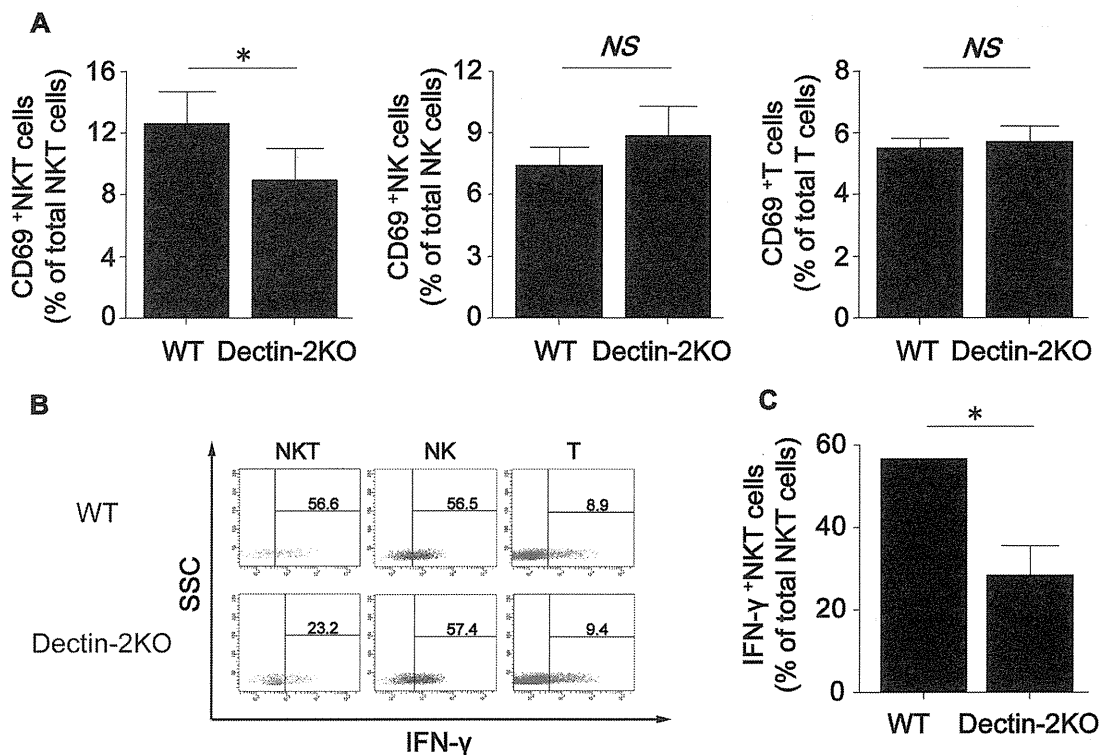 A
*
NS
NS
CD69 +NKT cells
(% of total NKT cells)
16
12
8
4
0
WT Dectin-2KO
CD69 +NK cells
(% of total NK cells)
12
9
6
3
0
WT Dectin-2KO
CD69 +T cells
(% of total T cells)
8
6
4
2
0
WT Dectin-2KO
B
NKT NK T
WT
56.6
56.5
8.9
SSC
Dectin-2KO
23.2
57.4
9.4
IFN-γ
C
*
IFN-γ +NKT cells
(% of total NKT cells)
60
40
20
0
WT Dectin-2KO